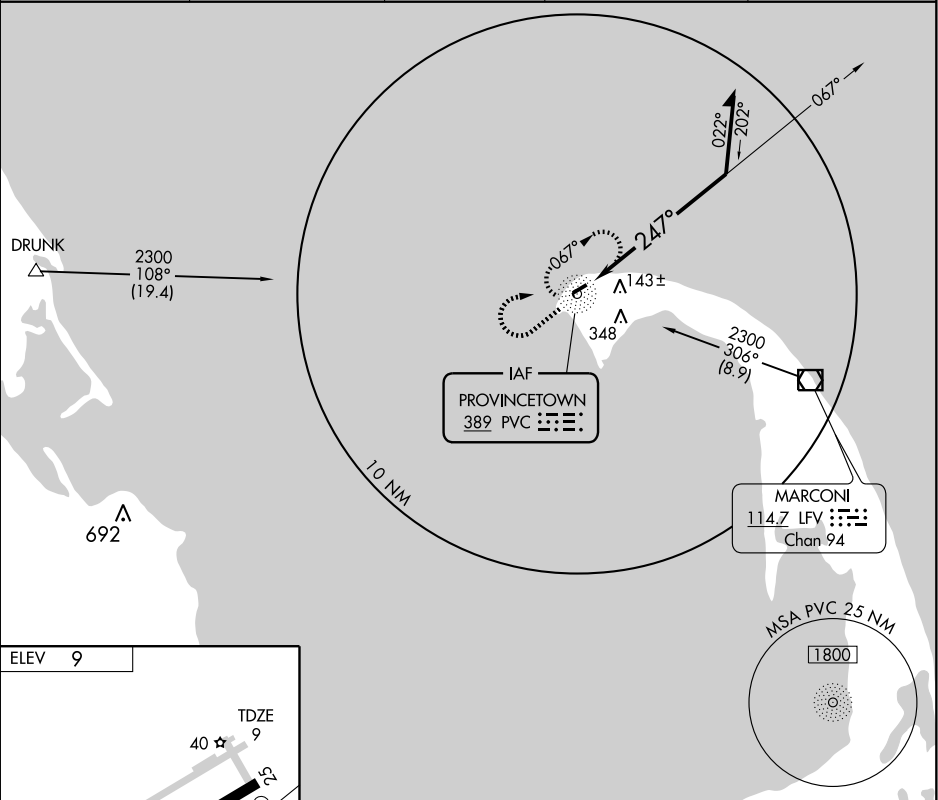 067°
022°
202°
247°
067°
DRUNK
2300
108°
(19.4)
143±
348
2300
306°
(8.9)
IAF
PROVINCETOWN
389 PVC
10 NM
MARCONI
114.7 LFV
Chan 94
692
MSA PVC 25 NM
1800
ELEV 9
TDZE
9
40
25